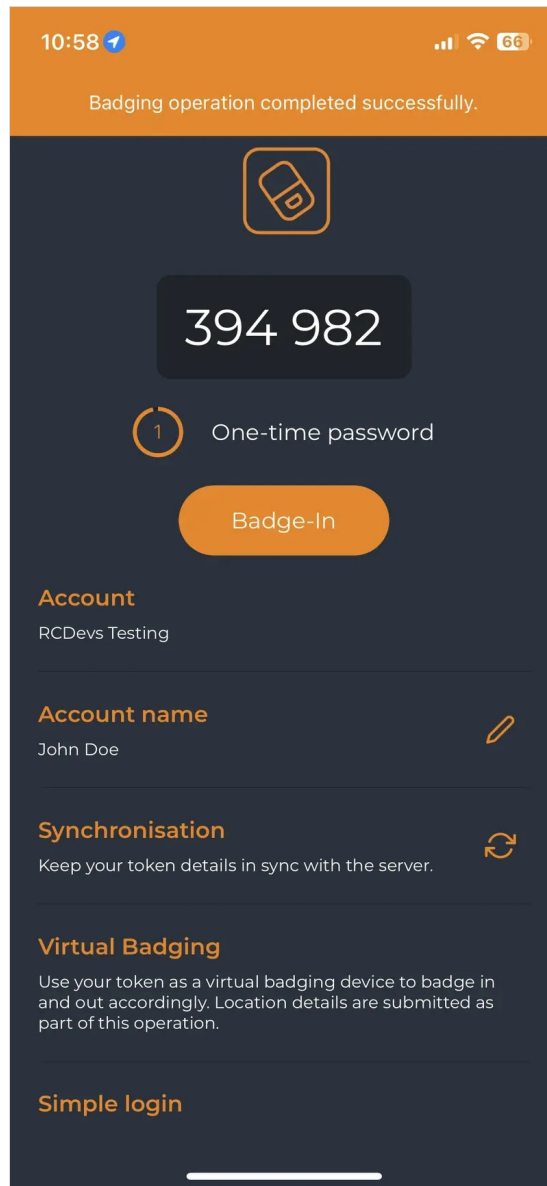 10:58
66
Badging operation completed successfully.
394 982
1
One-time password
Badge-In
Account
RCDevs Testing
Account name
John Doe
Synchronisation
Keep your token details in sync with the server.
Virtual Badging
Use your token as a virtual badging device to badge in
and out accordingly. Location details are submitted as
part of this operation.
Simple login